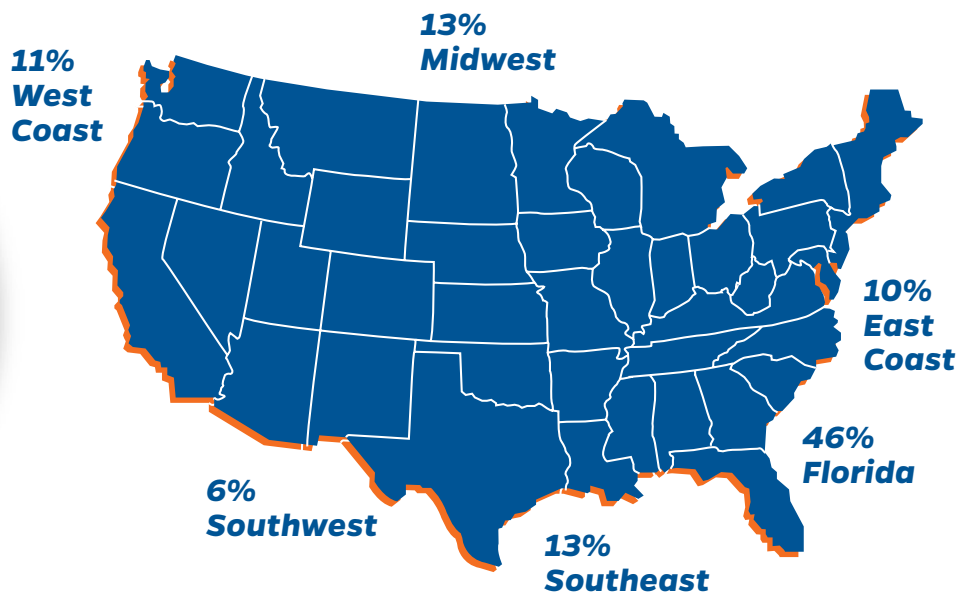 13%
Midwest
11%
West
Coast
10%
East
Coast
46%
Florida
6%
Southwest
13%
Southeast